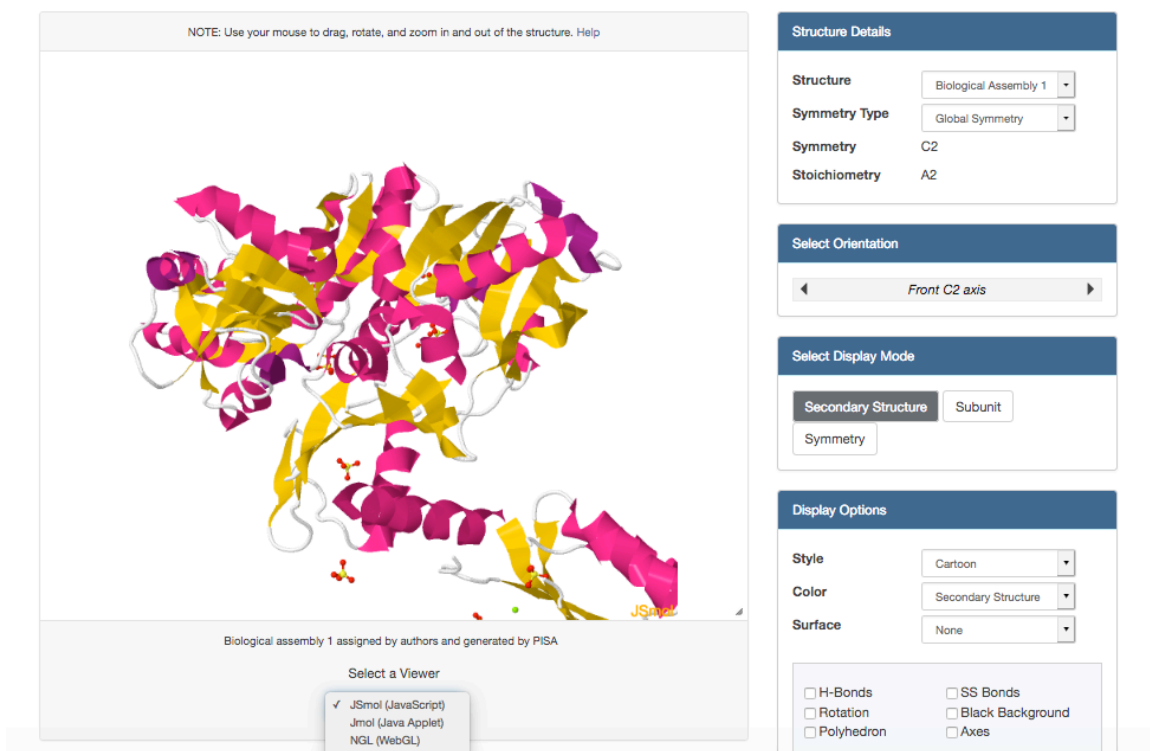 NOTE: Use your mouse to drag, rotate, and zoom in and out of the structure. Help
JSmol
Biological assembly 1 assigned by authors and generated by PISA
Select a Viewer
✓ JSmol (JavaScript)
Jmol (Java Applet)
NGL (WebGL)
Structure Details
Structure Biological Assembly 1
Symmetry Type Global Symmetry
Symmetry C2
Stoichiometry A2
Select Orientation
Front C2 axis
Select Display Mode
Secondary Structure Subunit
Symmetry
Display Options
Style Cartoon
Color Secondary Structure
Surface None
H-Bonds SS Bonds
Rotation Black Background
Polyhedron Axes